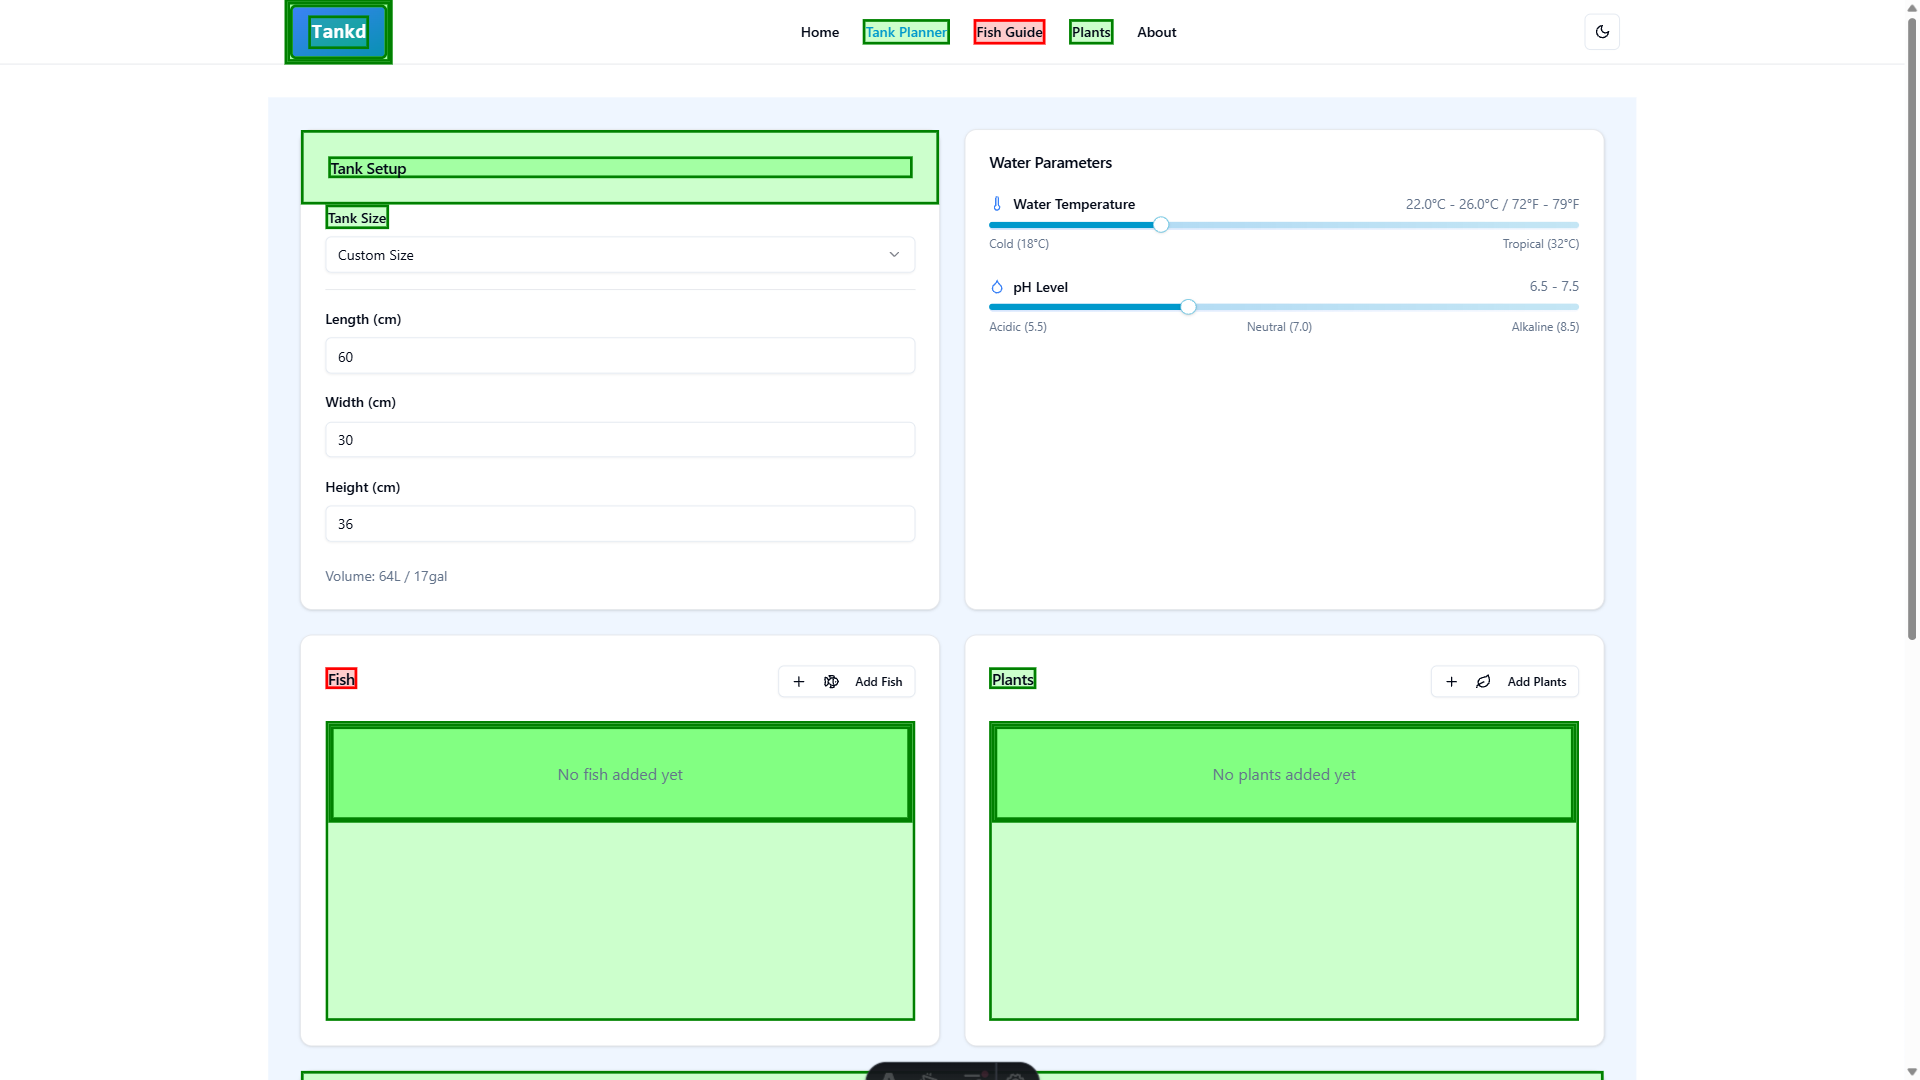 Tankd
Home
Tank Planner
Fish Guide
Plants
About
Tank Setup
Tank Size
Custom Size
Length (cm)
60
Width (cm)
30
Height (cm)
36
Volume: 64L / 17gal
Water Parameters
Water Temperature
22.0°C - 26.0°C / 72°F - 79°F
Cold (18°C)
Tropical (32°C)
pH Level
6.5 - 7.5
Acidic (5.5)
Neutral (7.0)
Alkaline (8.5)
Fish
Add Fish
No fish added yet
Plants
Add Plants
No plants added yet